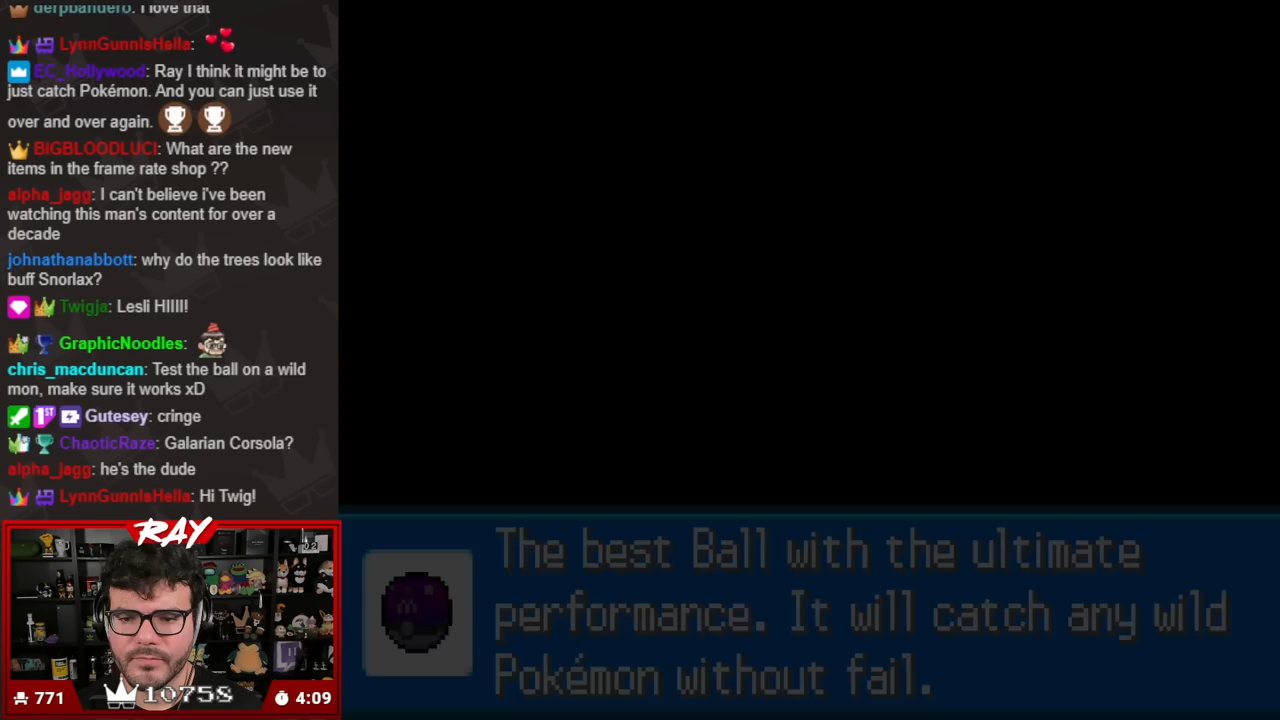 derpbandero: I love that
LynnGunnIsHella:
EC_Hollywood: Ray I think it might be to
just catch Pokémon. And you can just use it
over and over again.
BIGBLOODLUCI: What are the new
items in the frame rate shop ??
alpha_jagg: I can't believe i've been
watching this man's content for over a
decade
johnathanabbott: why do the trees look like
buff Snorlax?
Twigja: Lesli HIIII!
GraphicNoodles:
chris_macduncan: Test the ball on a wild
mon, make sure it works xD
1ST Gutesey: cringe
ChaoticRaze: Galarian Corsola?
alpha_jagg: he's the dude
LynnGunnIsHella: Hi Twig!
RAY
771
10758
4:09
The best Ball with the ultimate
performance. It will catch any wild
Pokémon without fail.